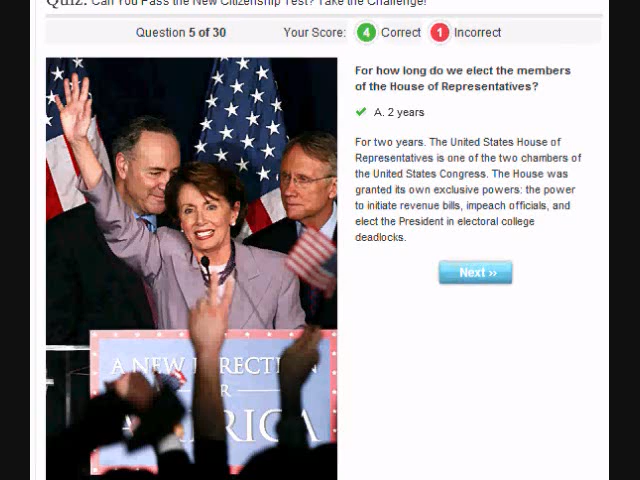 Quiz: Can You Pass the New Citizenship Test? Take the Challenge!
Question 5 of 30 Your Score: 4 Correct 1 Incorrect
For how long do we elect the members
of the House of Representatives?
A. 2 years
For two years. The United States House of
Representatives is one of the two chambers of
the United States Congress. The House was
granted its own exclusive powers: the power
to initiate revenue bills, impeach officials, and
elect the President in electoral college
deadlocks.
Next ››
A NEW